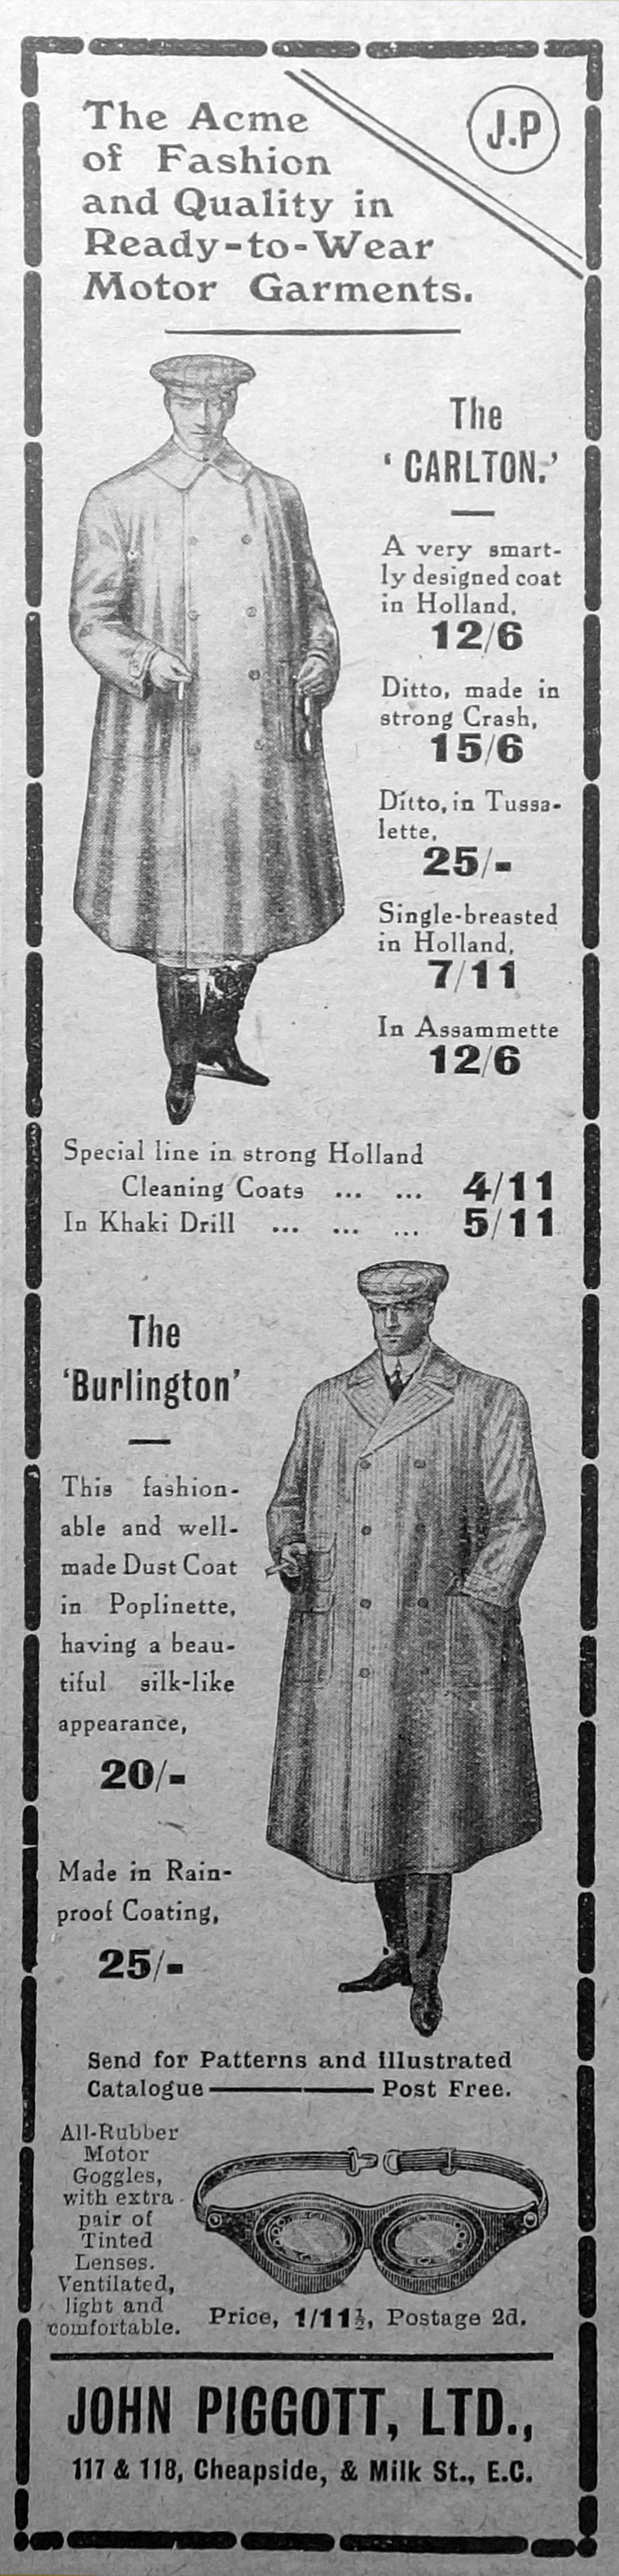 The Acme
of Fashion
and Quality in
Ready-to-Wear
Motor Garments.
J.P
The
‘CARLTON.’
A very smart-
ly designed coat
in Holland,
12/6
Ditto, made in
strong Crash,
15/6
Ditto, in Tussa-
lette,
25/-
Single-breasted
in Holland,
7/11
In Assammette
12/6
Special line in strong Holland
Cleaning Coats ... ... 4/11
In Khaki Drill ... ... ... 5/11
The
‘Burlington’
This fashion-
able and well-
made Dust Coat
in Poplinette,
having a beau-
tiful silk-like
appearance,
20/-
Made in Rain-
proof Coating,
25/-
Send for Patterns and Illustrated
Catalogue———Post Free.
All-Rubber
Motor
Goggles,
with extra
pair of
Tinted
Lenses.
Ventilated,
light and
comfortable.
Price, 1/11½, Postage 2d.
JOHN PIGGOTT, LTD.,
117 & 118, Cheapside, & Milk St., E.C.